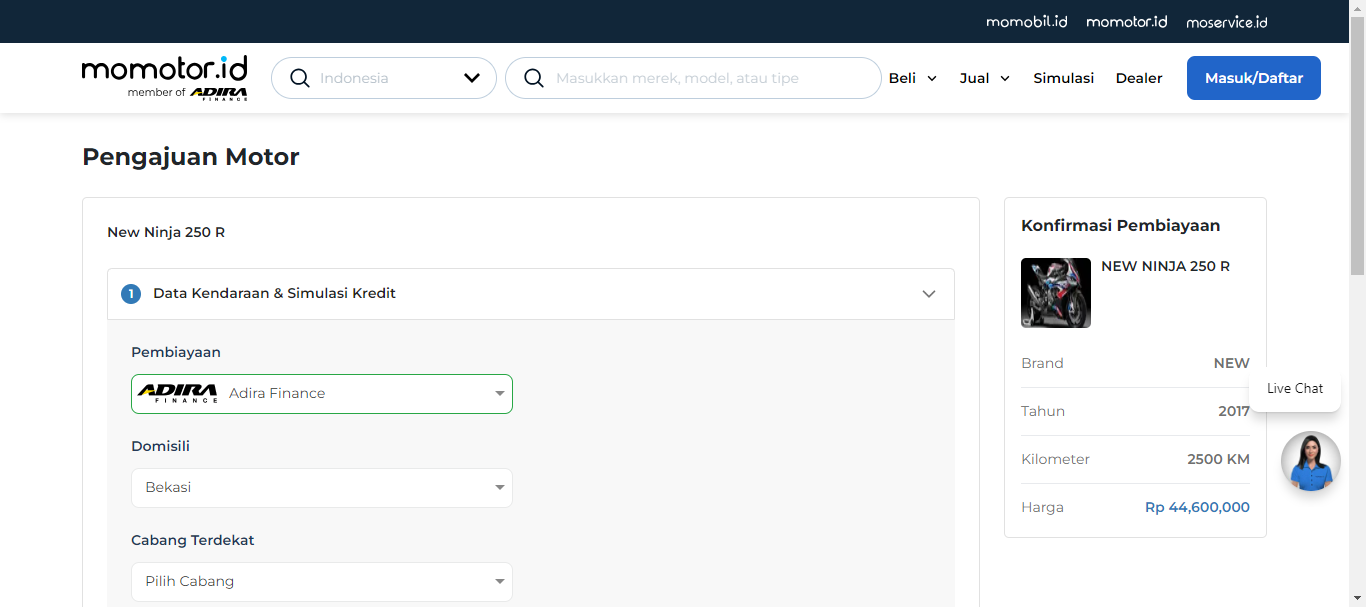 momobil.id momotor.id moservice.id
momotor.id
member of ADIRA FINANCE
Indonesia
Masukkan merek, model, atau tipe
Beli Jual Simulasi Dealer Masuk/Daftar
Pengajuan Motor
New Ninja 250 R
1 Data Kendaraan & Simulasi Kredit
Pembiayaan
ADIRA FINANCE Adira Finance
Domisili
Bekasi
Cabang Terdekat
Pilih Cabang
Konfirmasi Pembiayaan
NEW NINJA 250 R
Brand NEW
Tahun 2017
Kilometer 2500 KM
Harga Rp 44,600,000
Live Chat